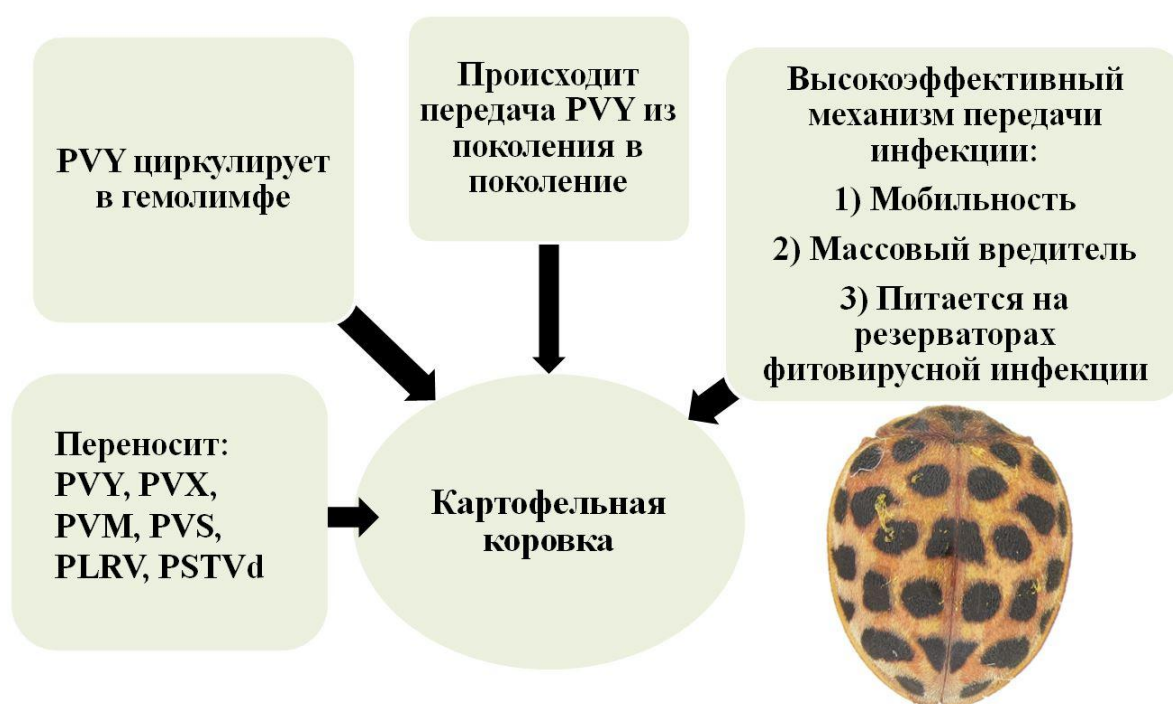 PVY циркулирует
в гемолимфе
Происходит
передача PVY из
поколения в
поколение
Высокоэффективный
механизм передачи
инфекции:
1) Мобильность
2) Массовый вредитель
3) Питается на
резерваторах
фитовирусной инфекции
Переносит:
PVY, PVX,
PVM, PVS,
PLRV, PSTVd
Картофельная
коровка